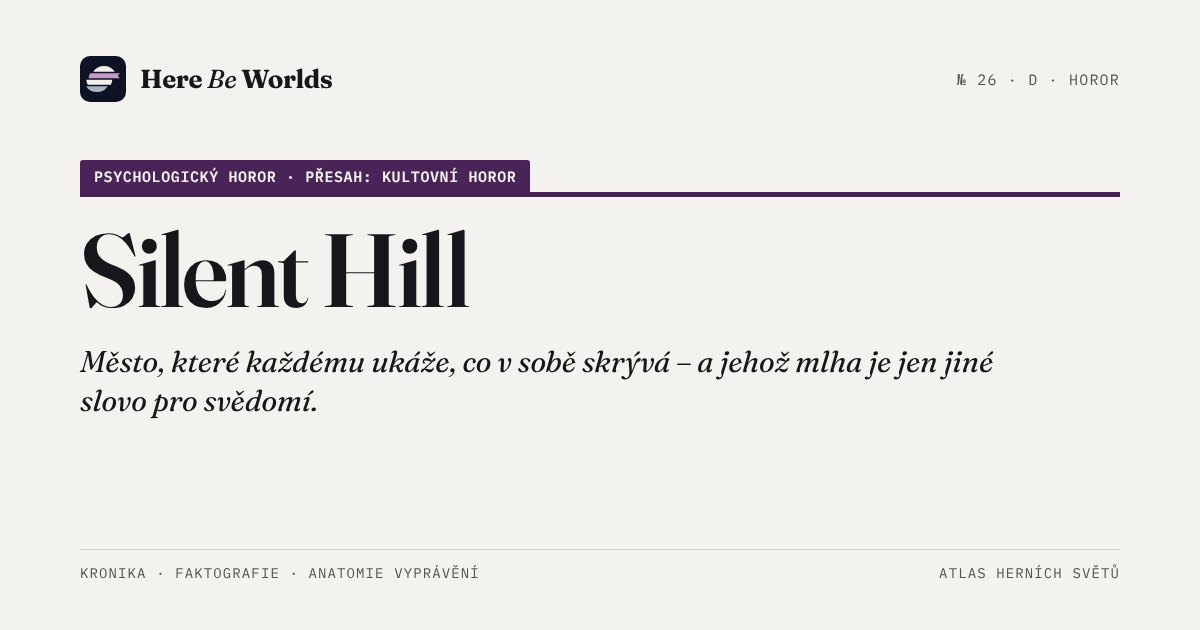 Here Be Worlds
№ 26 · D · HOROR
PSYCHOLOGICKÝ HOROR · PŘESAH: KULTOVNÍ HOROR
Silent Hill
Město, které každému ukáže, co v sobě skrývá – a jehož mlha je jen jiné
slovo pro svědomí.
KRONIKA · FAKTOGRAFIE · ANATOMIE VYPRÁVĚNÍ
ATLAS HERNÍCH SVĚTŮ